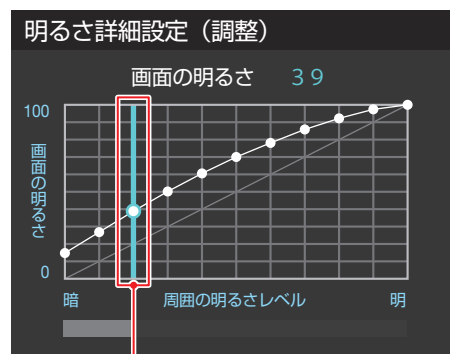 明るさ詳細設定（調整）
画面の明るさ 39
100
画面の明るさ
0
暗 周囲の明るさレベル 明